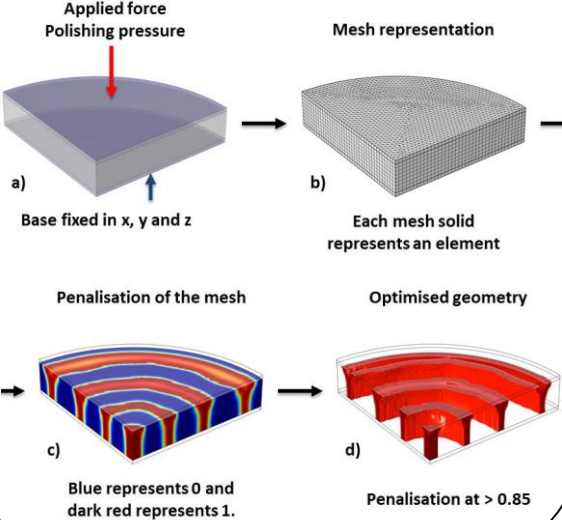 Applied force
Polishing pressure
a)
Base fixed in x, y and z
Mesh representation
b)
Each mesh solid
represents an element
Penalisation of the mesh
c)
Blue represents 0 and
dark red represents 1.
Optimised geometry
d)
Penalisation at > 0.85